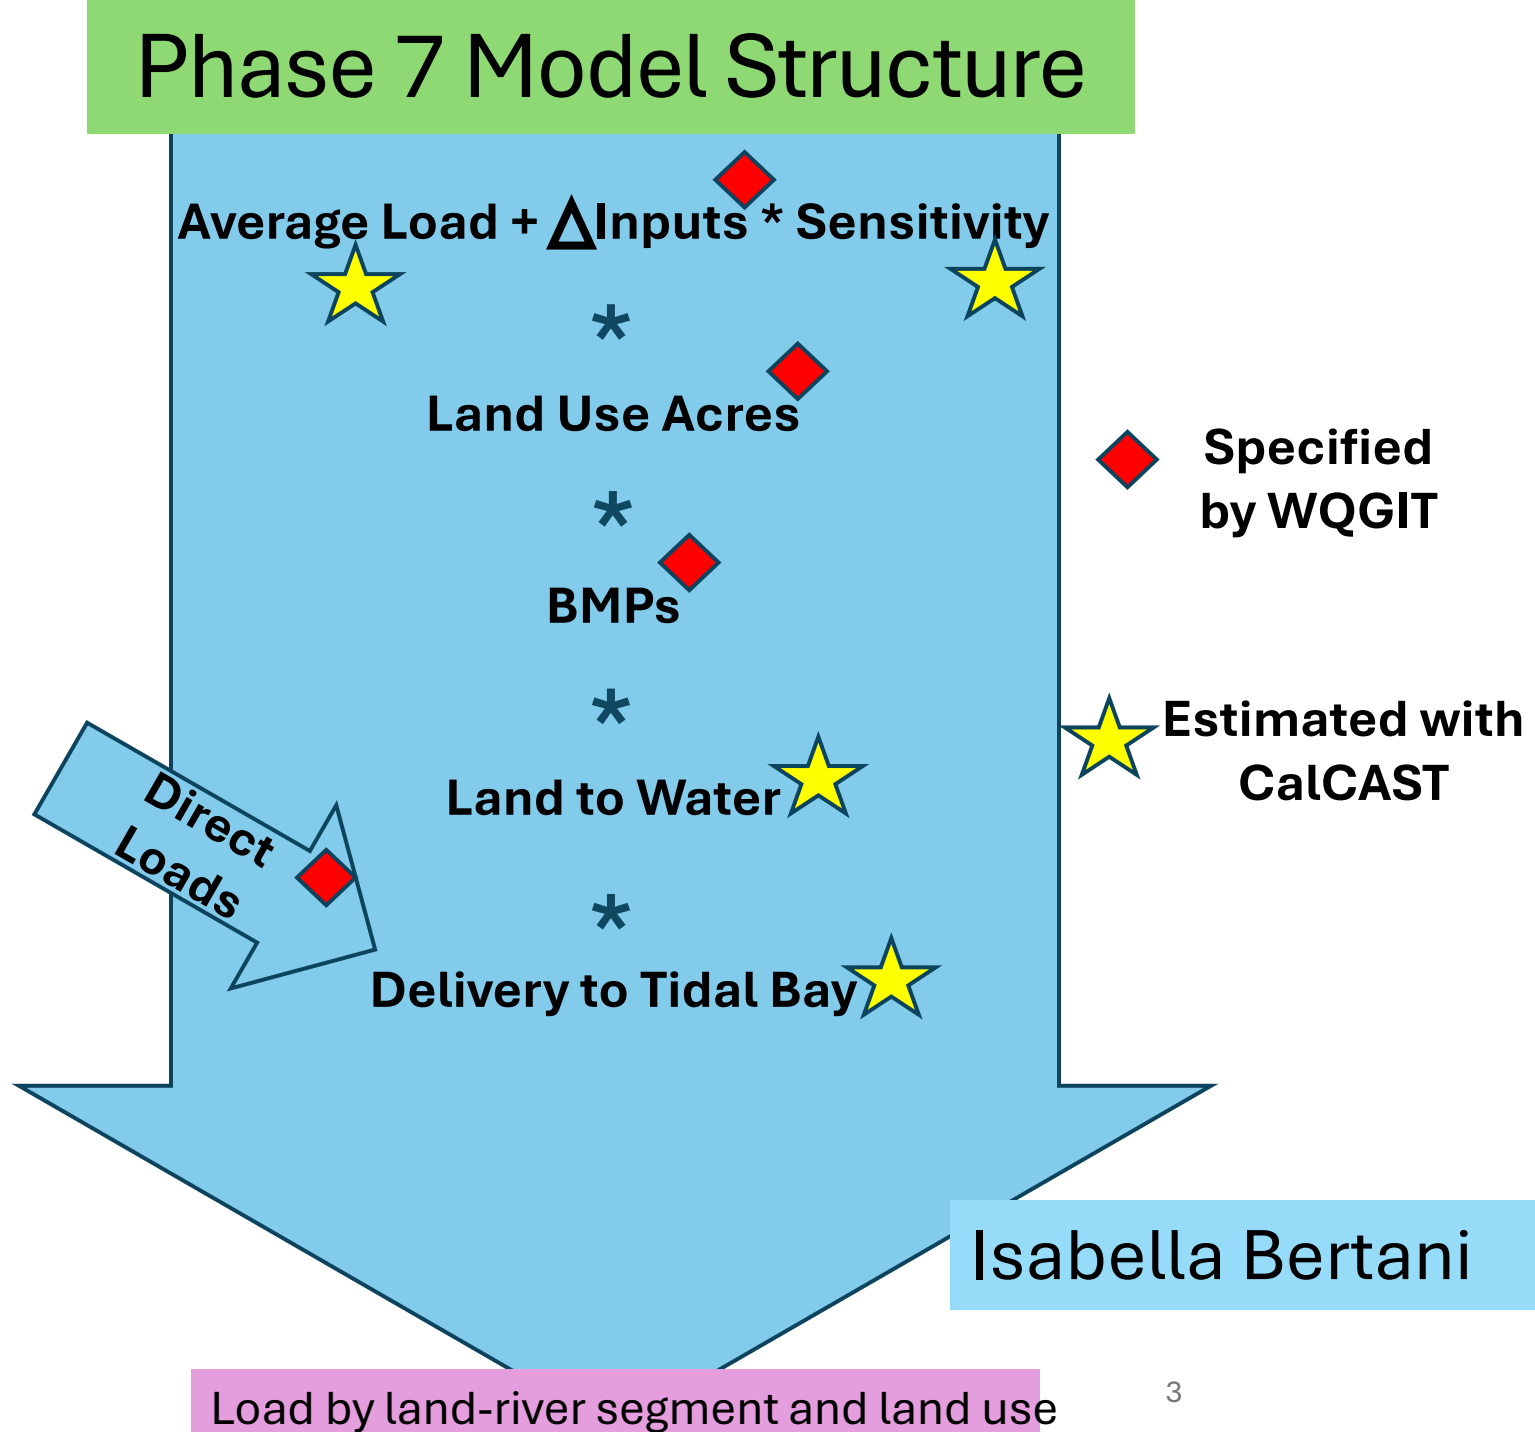 Phase 7 Model Structure
Average Load + ΔInputs * Sensitivity
*
Land Use Acres
*
BMPs
*
Land to Water
*
Delivery to Tidal Bay
Direct
Loads
Specified
by WQGIT
Estimated with
CalCAST
Isabella Bertani
Load by land-river segment and land use
3